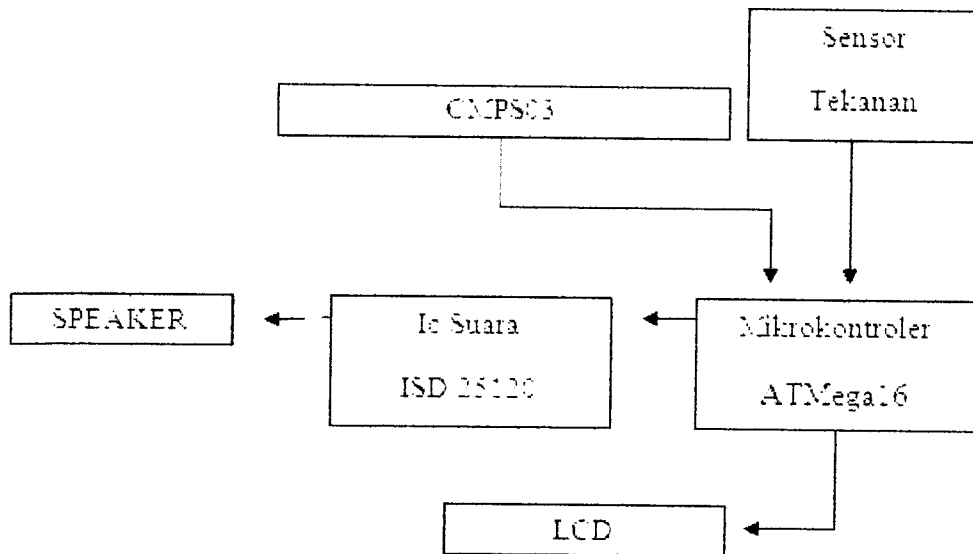 Sensor
Tekanan
CMPS03
SPEAKER
Ic Suara
ISD 25120
Mikrokontroler
ATMega16
LCD